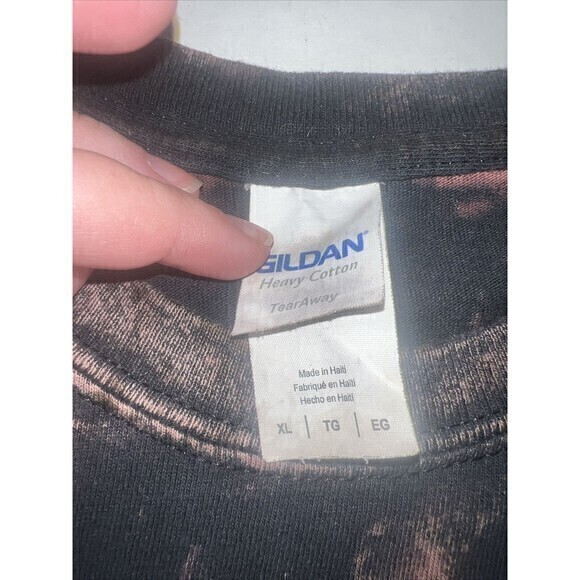 GILDAN®
Heavy Cotton
TearAway
Made in Haiti
Fabriqué en Haïti
Hecho en Haití
XL | TG | EG